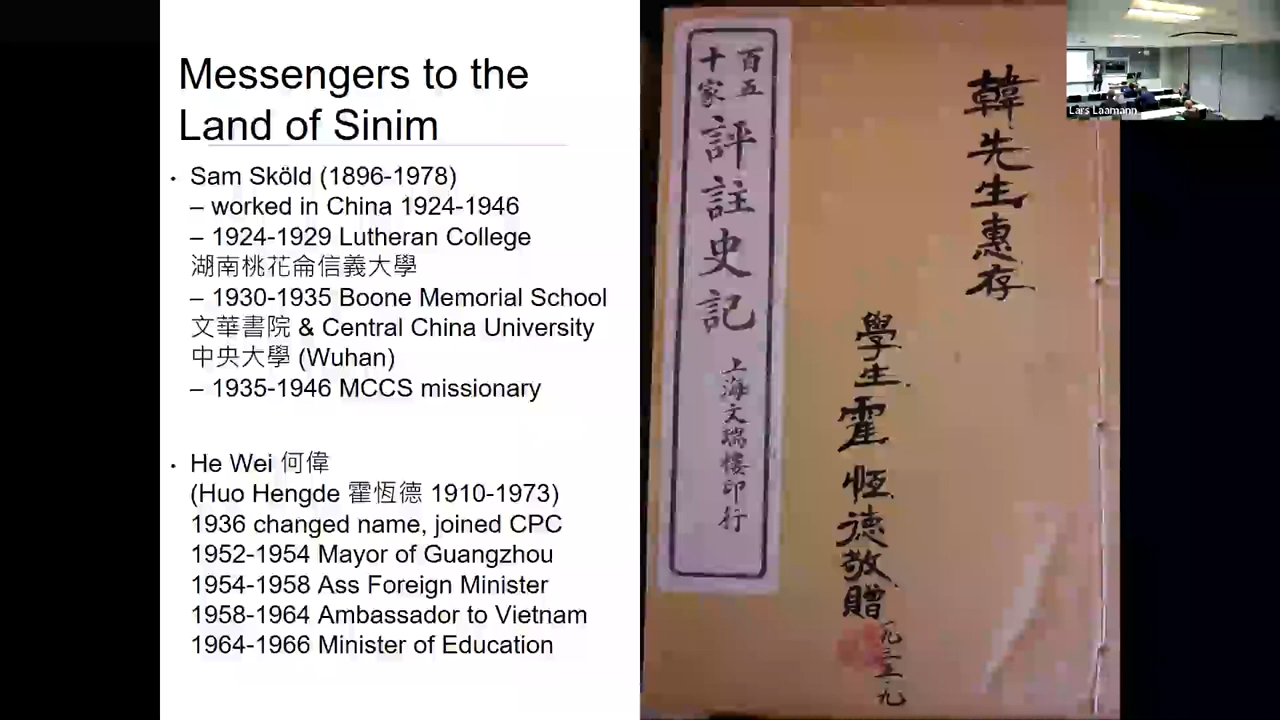 Messengers to the
Land of Sinim
• Sam Sköld (1896-1978)
– worked in China 1924-1946
– 1924-1929 Lutheran College
湖南桃花侖信義大學
– 1930-1935 Boone Memorial School
文華書院 & Central China University
中央大學 (Wuhan)
– 1935-1946 MCCS missionary
• He Wei 何偉
(Huo Hengde 霍恆德 1910-1973)
1936 changed name, joined CPC
1952-1954 Mayor of Guangzhou
1954-1958 Ass Foreign Minister
1958-1964 Ambassador to Vietnam
1964-1966 Minister of Education
韓先生惠存
學生霍恆德敬贈
百五
十家
評註史記
上海文瑞樓印行
Lars Laamann